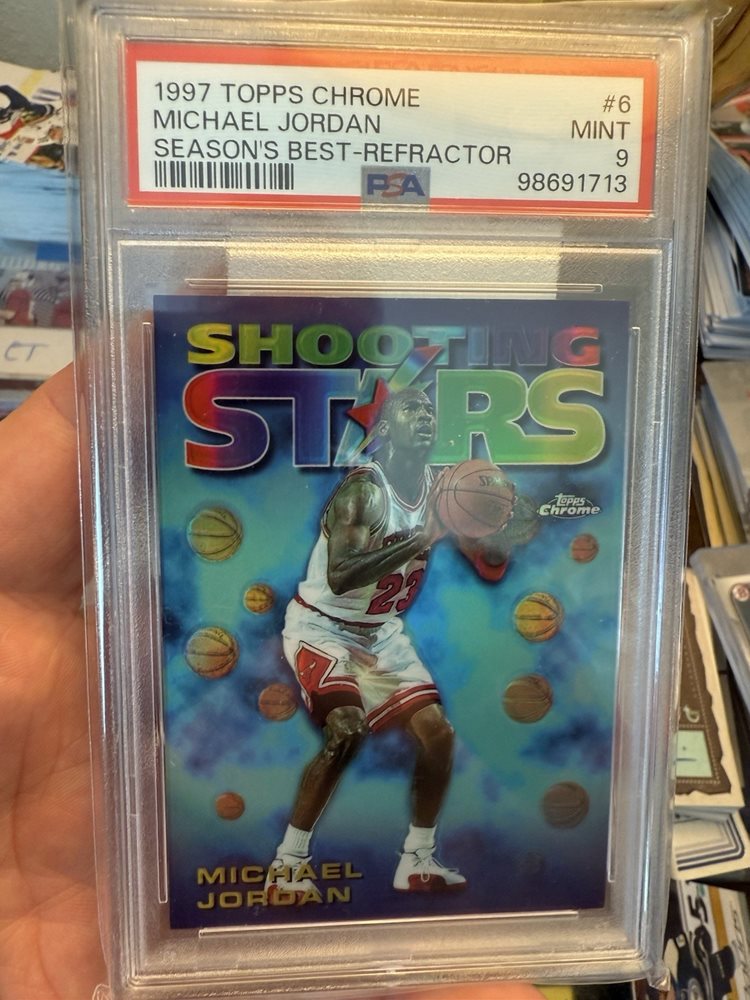 1997 TOPPS CHROME #6
MICHAEL JORDAN MINT
SEASON'S BEST-REFRACTOR 9
PSA 98691713
SHOOTING
STARS
Topps
Chrome
23
MICHAEL
JORDAN
CT